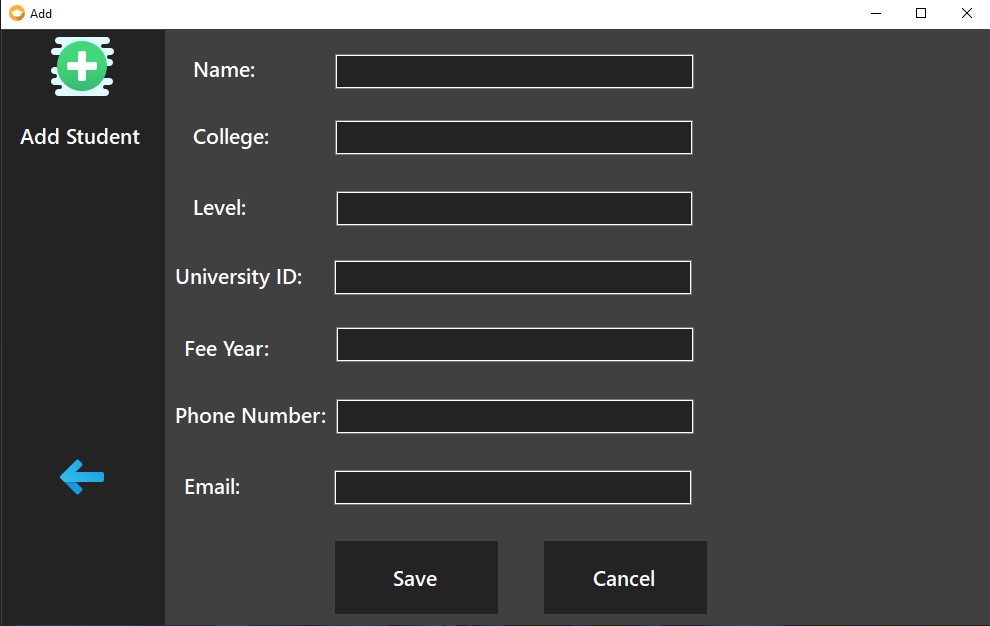 Add
Add Student
Name:
College:
Level:
University ID:
Fee Year:
Phone Number:
Email:
Save
Cancel